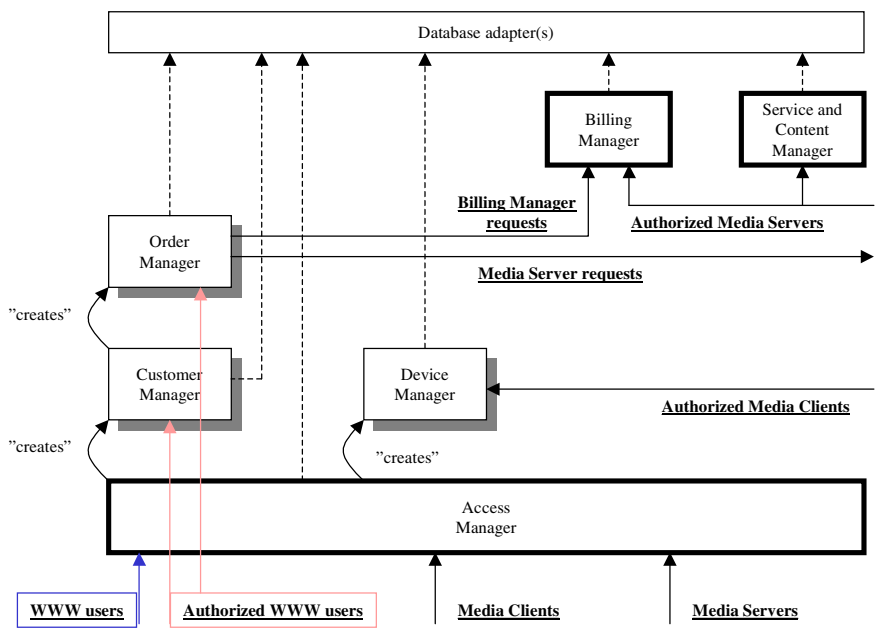 Database adapter(s)
Billing
Manager
Service and
Content
Manager
Billing Manager
requests
Authorized Media Servers
Order
Manager
Media Server requests
”creates”
Customer
Manager
Device
Manager
Authorized Media Clients
”creates”
”creates”
Access
Manager
WWW users
Authorized WWW users
Media Clients
Media Servers